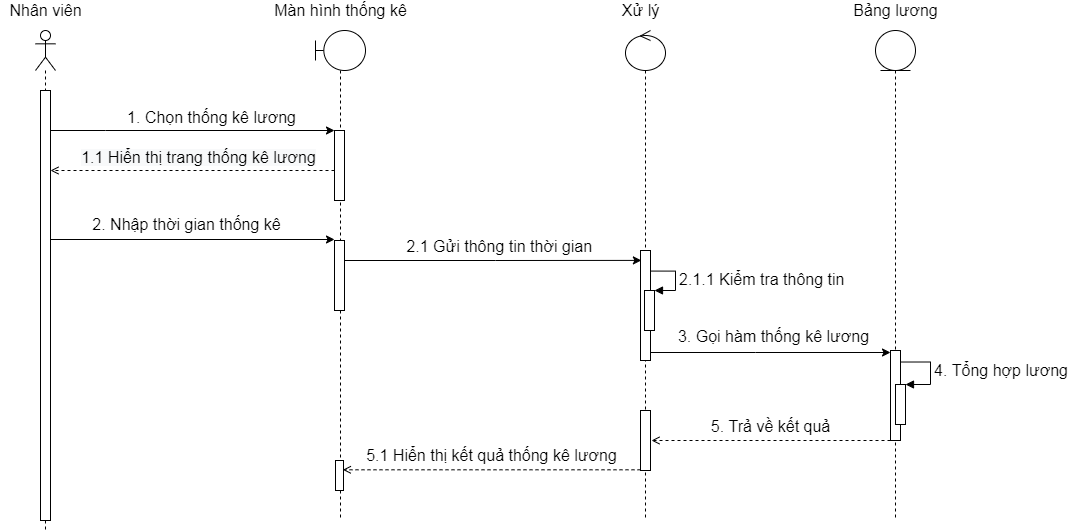 Nhân viên
Màn hình thống kê
Xử lý
Bảng lương
1. Chọn thống kê lương
1.1 Hiển thị trang thống kê lương
2. Nhập thời gian thống kê
2.1 Gửi thông tin thời gian
2.1.1 Kiểm tra thông tin
3. Gọi hàm thống kê lương
4. Tổng hợp lương
5. Trả về kết quả
5.1 Hiển thị kết quả thống kê lương